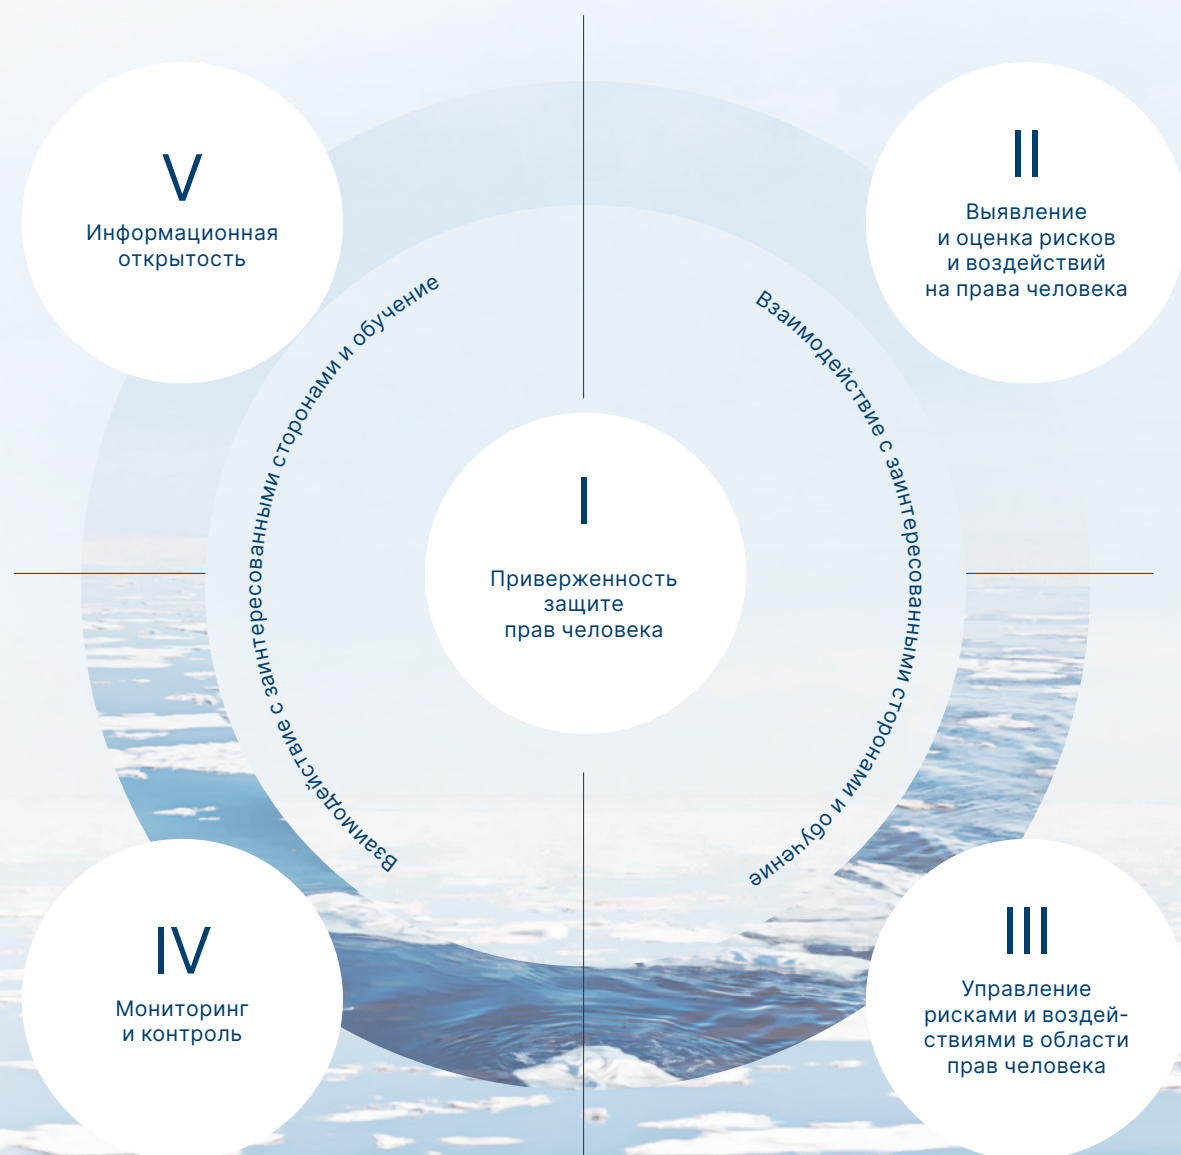 V
Информационная
открытость
II
Выявление
и оценка рисков
и воздействий
на права человека
Взаимодействие с заинтересованными сторонами и обучение
Взаимодействие с заинтересованными сторонами и обучение
I
Приверженность
защите
прав человека
IV
Мониторинг
и контроль
III
Управление
рисками и воздей-
ствиями в области
прав человека